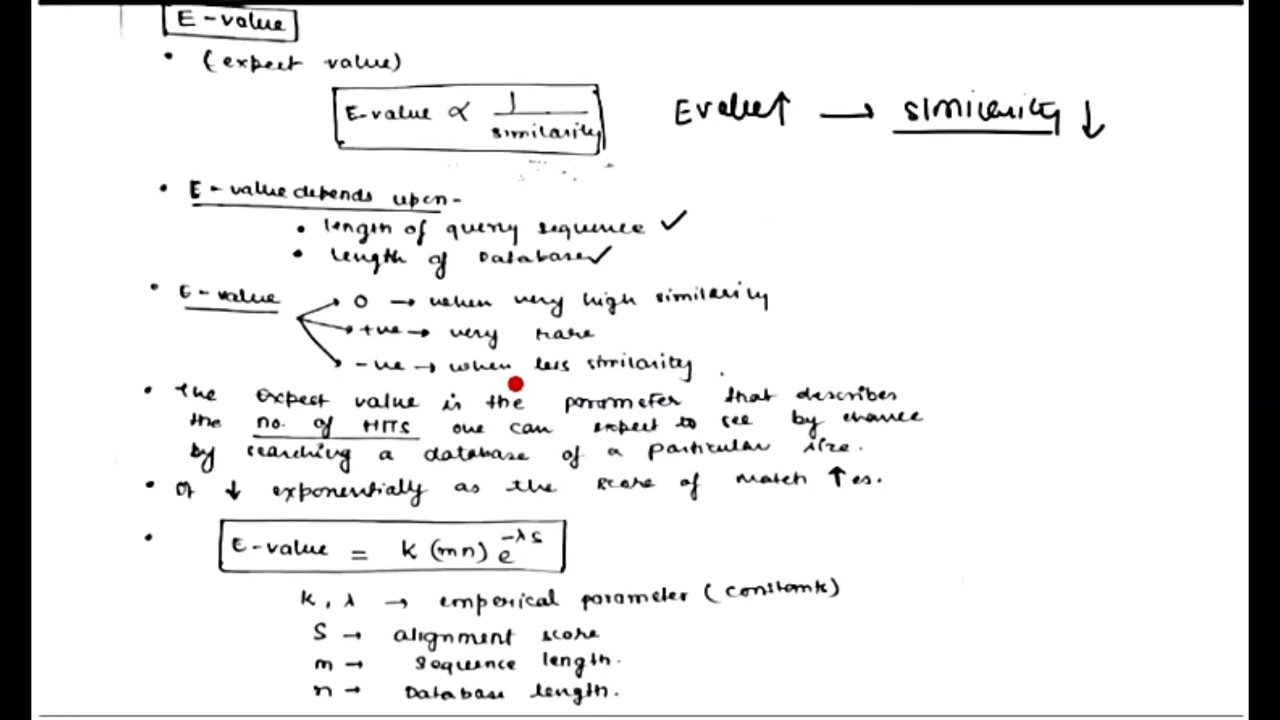 E-value
• (expect value)
E-value ∝ 1/similarity
Evalue↑ → similarity ↓
• E-value depends upon-
• length of query sequence ✓
• length of Database ✓
• E-value
0 → when very high similarity
+ve → very rare
-ve → when less similarity
• The expect value is the parameter that describes
the no. of HITS one can expect to see by chance
by searching a database of a particular size.
• It ↓ exponentially as the score of match ↑es.
• E-value = k (mn) e^-λs
k, λ → emperical parameter (constants)
S → alignment score
m → sequence length.
n → Database length.